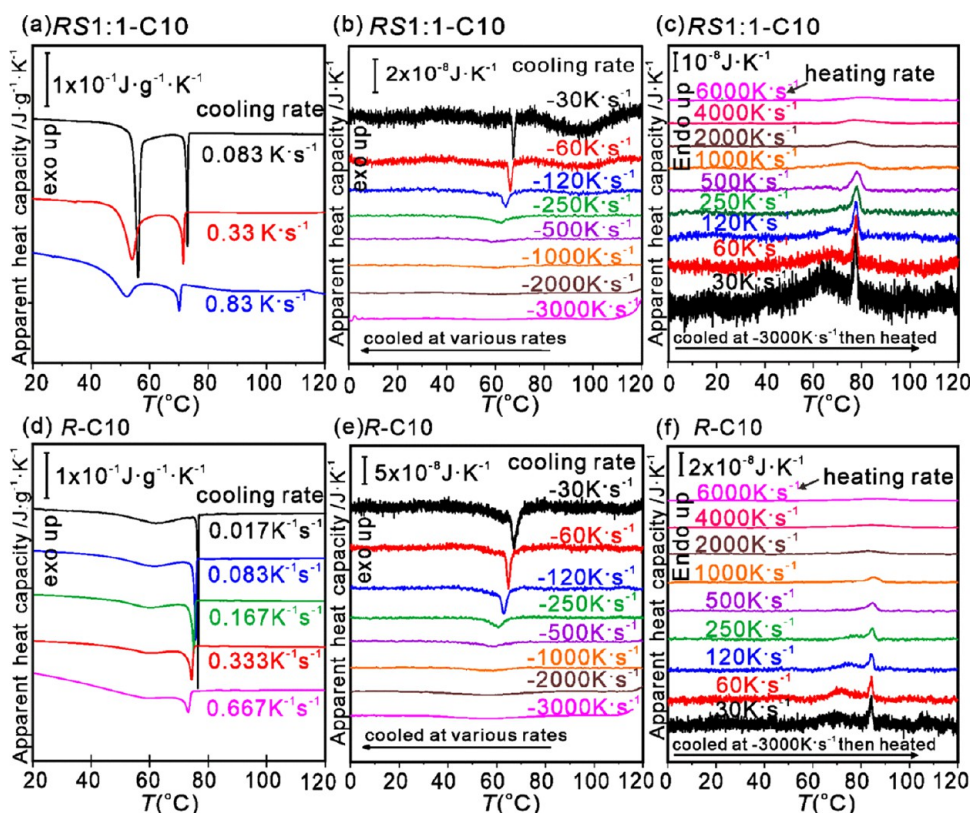 (a) RS1:1-C10
1x10⁻¹J·g⁻¹·K⁻¹
cooling rate
0.083 K·s⁻¹
0.33 K·s⁻¹
0.83 K·s⁻¹
exo up
Apparent heat capacity /J·g⁻¹·K⁻¹
20 40 60 80 100 120
T(°C)
(b) RS1:1-C10
2x10⁻⁸J·K⁻¹
cooling rate
-30K·s⁻¹
-60K·s⁻¹
-120K·s⁻¹
-250K·s⁻¹
-500K·s⁻¹
-1000K·s⁻¹
-2000K·s⁻¹
-3000K·s⁻¹
cooled at various rates
exo up
Apparent heat capacity/J·K⁻¹
20 40 60 80 100 120
T(°C)
(c) RS1:1-C10
10⁻⁸J·K⁻¹
heating rate
6000K·s⁻¹
4000K·s⁻¹
2000K·s⁻¹
1000K·s⁻¹
500K·s⁻¹
250K·s⁻¹
120K·s⁻¹
60K·s⁻¹
30K·s⁻¹
cooled at -3000K·s⁻¹ then heated
Endo up
Apparent heat capacity/J·K⁻¹
0 20 40 60 80 100 120
T(°C)
(d) R-C10
1x10⁻¹J·g⁻¹·K⁻¹
cooling rate
0.017K⁻¹s⁻¹
0.083K⁻¹s⁻¹
0.167K⁻¹s⁻¹
0.333K⁻¹s⁻¹
0.667K⁻¹s⁻¹
exo up
Apparent heat capacity /J·g⁻¹·K⁻¹
20 40 60 80 100 120
T(°C)
(e) R-C10
5x10⁻⁸J·K⁻¹
cooling rate
-30K·s⁻¹
-60K·s⁻¹
-120K·s⁻¹
-250K·s⁻¹
-500K·s⁻¹
-1000K·s⁻¹
-2000K·s⁻¹
-3000K·s⁻¹
cooled at various rates
exo up
Apparent heat capacity/J·K⁻¹
20 40 60 80 100 120
T(°C)
(f) R-C10
2x10⁻⁸J·K⁻¹
heating rate
6000K·s⁻¹
4000K·s⁻¹
2000K·s⁻¹
1000K·s⁻¹
500K·s⁻¹
250K·s⁻¹
120K·s⁻¹
60K·s⁻¹
30K·s⁻¹
cooled at -3000K·s⁻¹ then heated
Endo up
Apparent heat capacity/J·K⁻¹
0 20 40 60 80 100 120
T(°C)